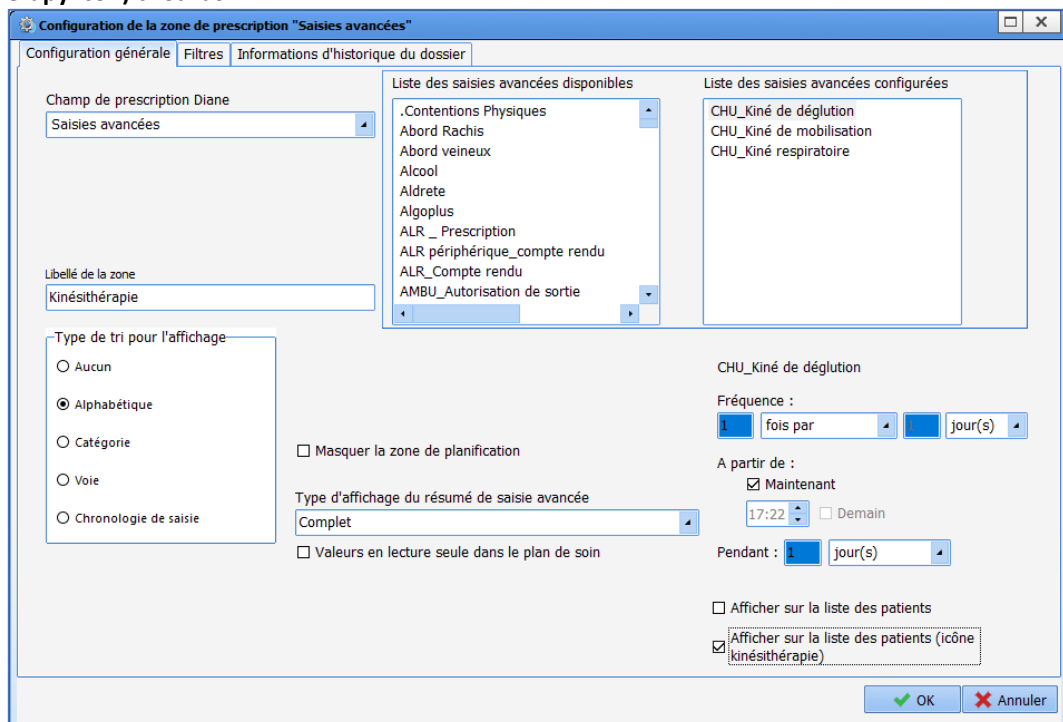 Configuration de la zone de prescription "Saisies avancées"
Configuration générale
Filtres
Informations d'historique du dossier
Champ de prescription Diane
Saisies avancées
Liste des saisies avancées disponibles
.Contentions Physiques
Abord Rachis
Abord veineux
Alcool
Aldrete
Algoplus
ALR _ Prescription
ALR périphérique_compte rendu
ALR_Compte rendu
AMBU_Autorisation de sortie
Liste des saisies avancées configurées
CHU_Kiné de déglution
CHU_Kiné de mobilisation
CHU_Kiné respiratoire
Libellé de la zone
Kinésithérapie
Type de tri pour l'affichage
Aucun
Alphabétique
Catégorie
Voie
Chronologie de saisie
Masquer la zone de planification
Type d'affichage du résumé de saisie avancée
Complet
Valeurs en lecture seule dans le plan de soin
CHU_Kiné de déglution
Fréquence :
1 fois par 1 jour(s)
A partir de :
Maintenant
17:22 Demain
Pendant : 1 jour(s)
Afficher sur la liste des patients
Afficher sur la liste des patients (icône
kinésithérapie)
OK
Annuler